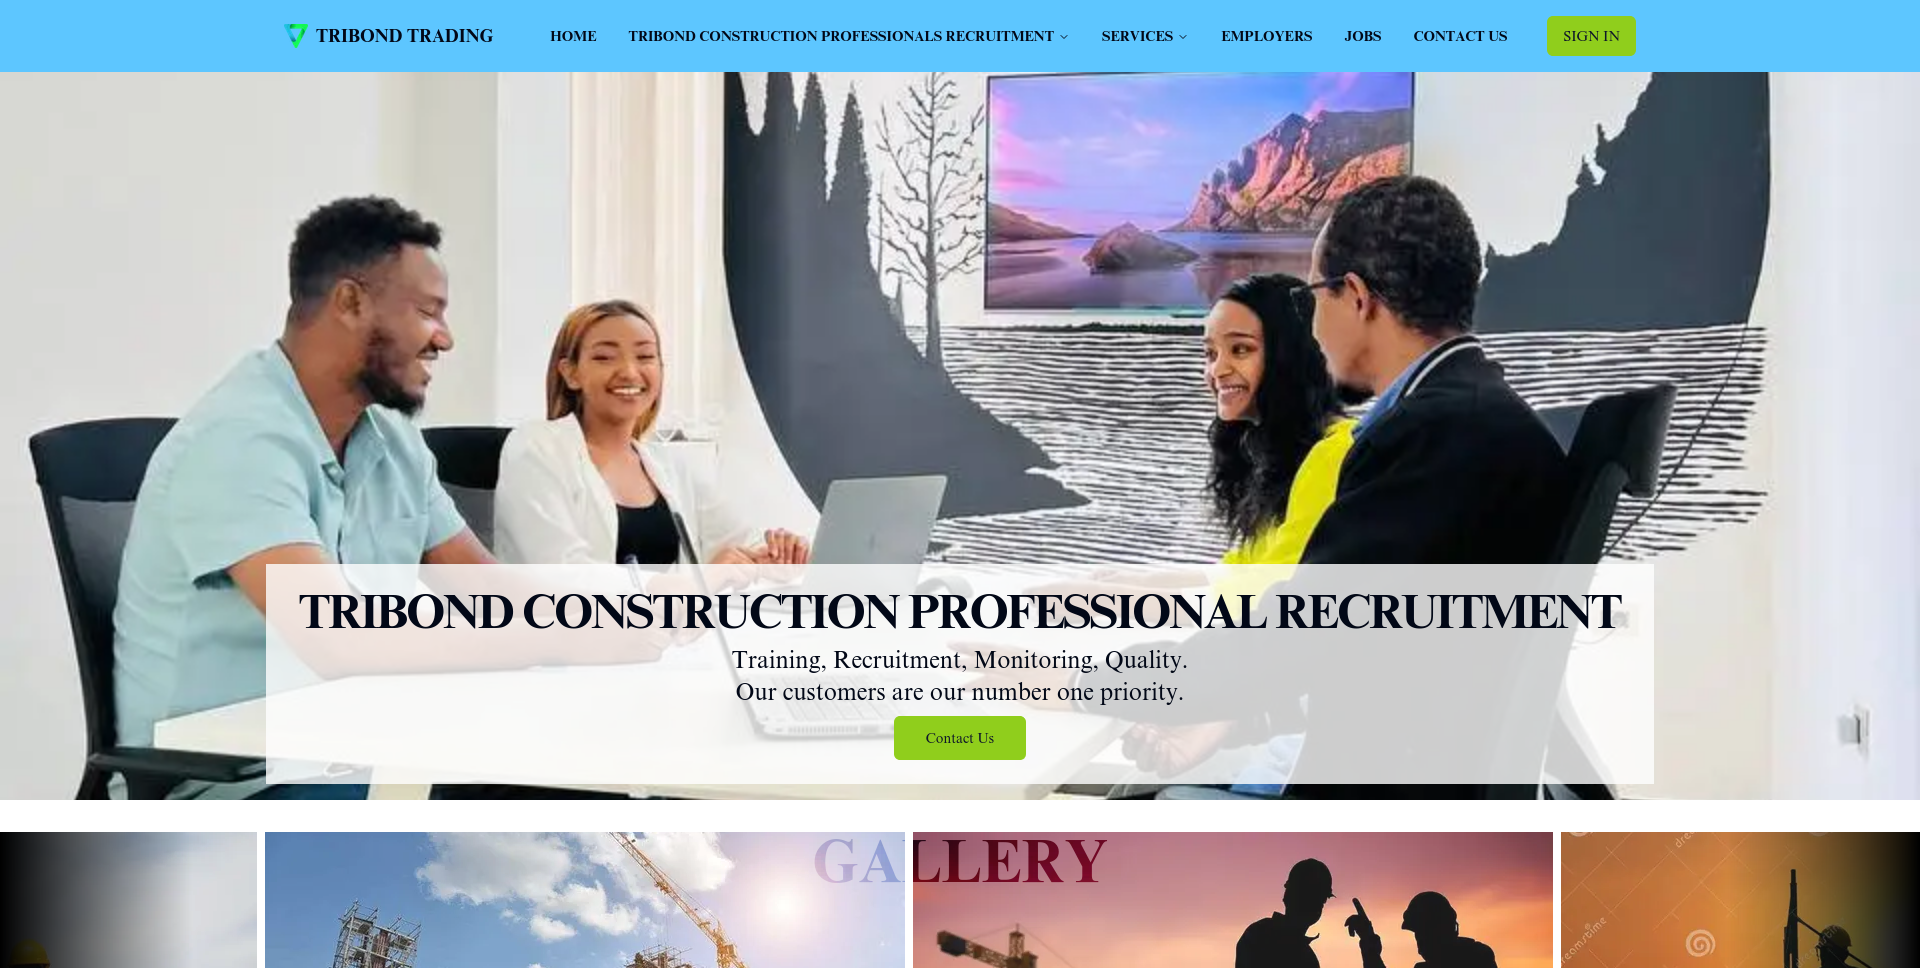 TRIBOND TRADING
HOME
TRIBOND CONSTRUCTION PROFESSIONALS RECRUITMENT
SERVICES
EMPLOYERS
JOBS
CONTACT US
SIGN IN
TRIBOND CONSTRUCTION PROFESSIONAL RECRUITMENT
Training, Recruitment, Monitoring, Quality.
Our customers are our number one priority.
Contact Us
GALLERY